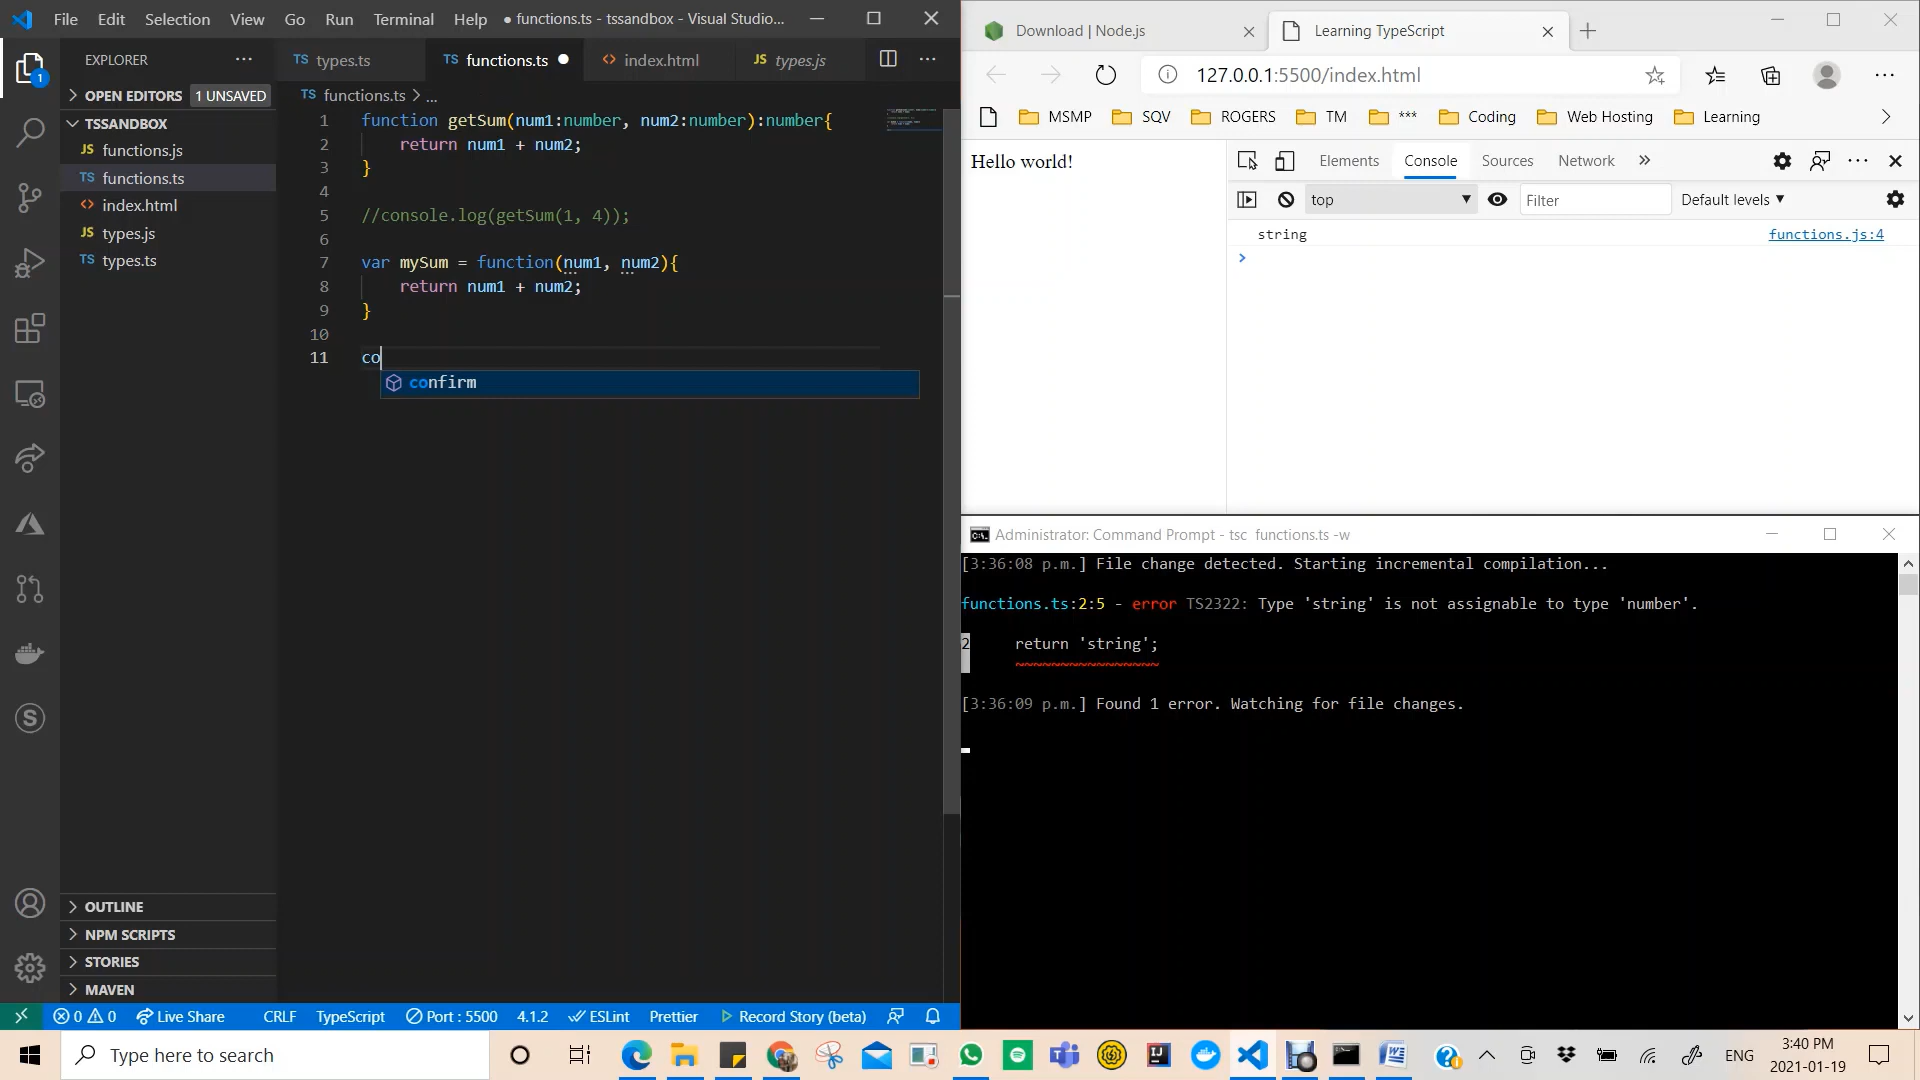 File Edit Selection View Go Run Terminal Help ● functions.ts - tssandbox - Visual Studio...
EXPLORER ...
OPEN EDITORS 1 UNSAVED
TSSANDBOX
JS functions.js
TS functions.ts
<> index.html
JS types.js
TS types.ts
OUTLINE
NPM SCRIPTS
STORIES
MAVEN
1
TS types.ts
TS functions.ts ●
<> index.html
JS types.js
TS functions.ts > ...
1 function getSum(num1:number, num2:number):number{
2 return num1 + num2;
3 }
4
5 //console.log(getSum(1, 4));
6
7 var mySum = function(num1, num2){
8 return num1 + num2;
9 }
10
11 co
confirm
0 0 Live Share CRLF TypeScript Port : 5500 4.1.2 ESLint Prettier Record Story (beta)
Download | Node.js
Learning TypeScript
127.0.0.1:5500/index.html
MSMP SQV ROGERS TM *** Coding Web Hosting Learning
Hello world!
Elements Console Sources Network »
top Filter Default levels
string functions.js:4
Administrator: Command Prompt - tsc functions.ts -w
[3:36:08 p.m.] File change detected. Starting incremental compilation...
functions.ts:2:5 - error TS2322: Type 'string' is not assignable to type 'number'.
2 return 'string';
~~~~~~~~~~~~~~~~
[3:36:09 p.m.] Found 1 error. Watching for file changes.
Type here to search
ENG
3:40 PM
2021-01-19